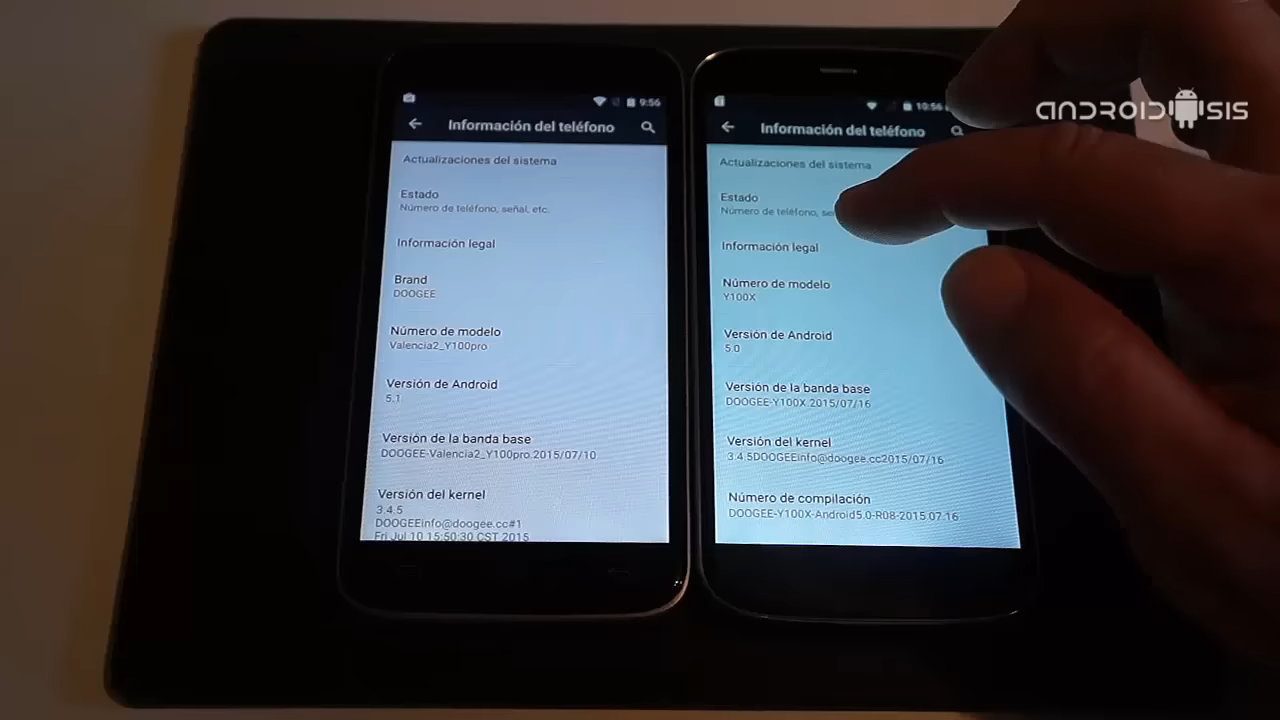 9:56
Información del teléfono
Actualizaciones del sistema
Estado
Número de teléfono, señal, etc.
Información legal
Brand
DOOGEE
Número de modelo
Valencia2_Y100pro
Versión de Android
5.1
Versión de la banda base
DOOGEE-Valencia2_Y100pro.2015/07/10
Versión del kernel
3.4.5
DOOGEEinfo@doogee.cc#1
Fri Jul 10 15:50:30 CST 2015
10:56
Información del teléfono
Actualizaciones del sistema
Estado
Número de teléfono,
Información legal
Número de modelo
Y100X
Versión de Android
5.0
Versión de la banda base
DOOGEE-Y100X.2015/07/16
Versión del kernel
3.4.5DOOGEEinfo@doogee.cc2015/07/16
Número de compilación
DOOGEE-Y100X-Android5.0-R08-2015.07.16
ANDROIDSIS